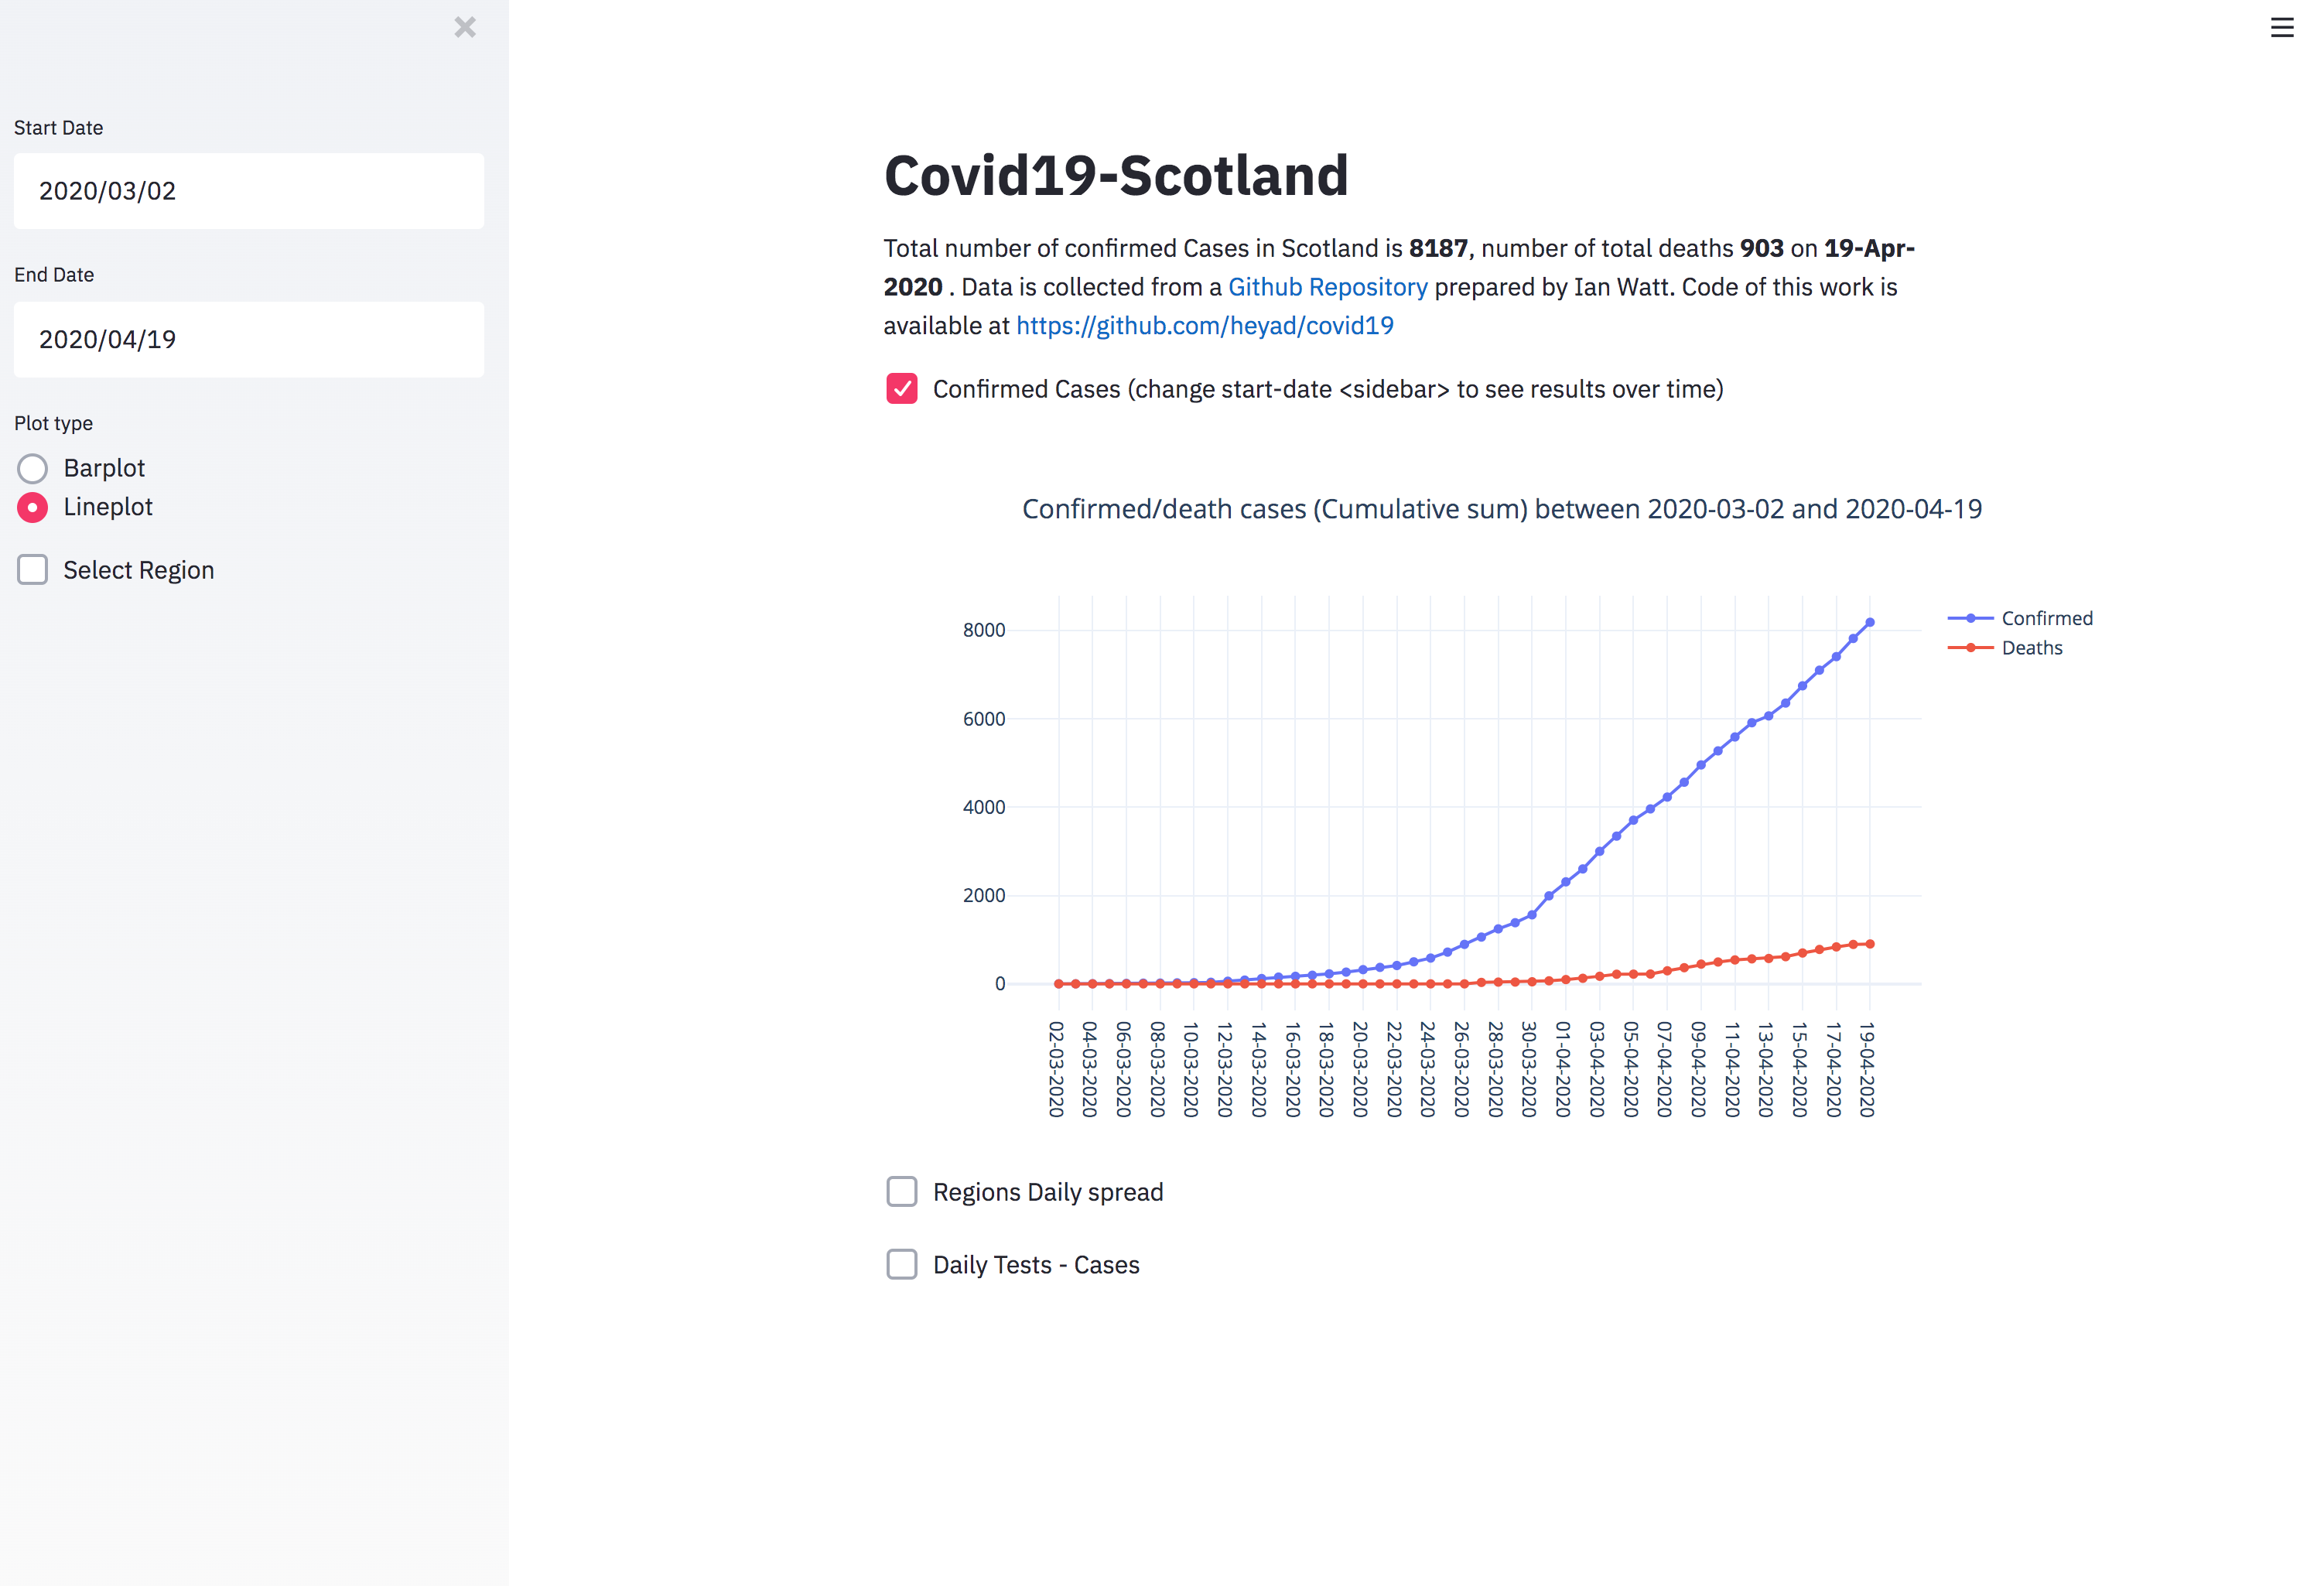 Start Date
2020/03/02
End Date
2020/04/19
Plot type
Barplot
Lineplot
Select Region
Covid19-Scotland
Total number of confirmed Cases in Scotland is 8187, number of total deaths 903 on 19-Apr-
2020 . Data is collected from a Github Repository prepared by Ian Watt. Code of this work is
available at https://github.com/heyad/covid19
Confirmed Cases (change start-date <sidebar> to see results over time)
Confirmed/death cases (Cumulative sum) between 2020-03-02 and 2020-04-19
8000
6000
4000
2000
0
Confirmed
Deaths
02-03-2020
04-03-2020
06-03-2020
08-03-2020
10-03-2020
12-03-2020
14-03-2020
16-03-2020
18-03-2020
20-03-2020
22-03-2020
24-03-2020
26-03-2020
28-03-2020
30-03-2020
01-04-2020
03-04-2020
05-04-2020
07-04-2020
09-04-2020
11-04-2020
13-04-2020
15-04-2020
17-04-2020
19-04-2020
Regions Daily spread
Daily Tests - Cases